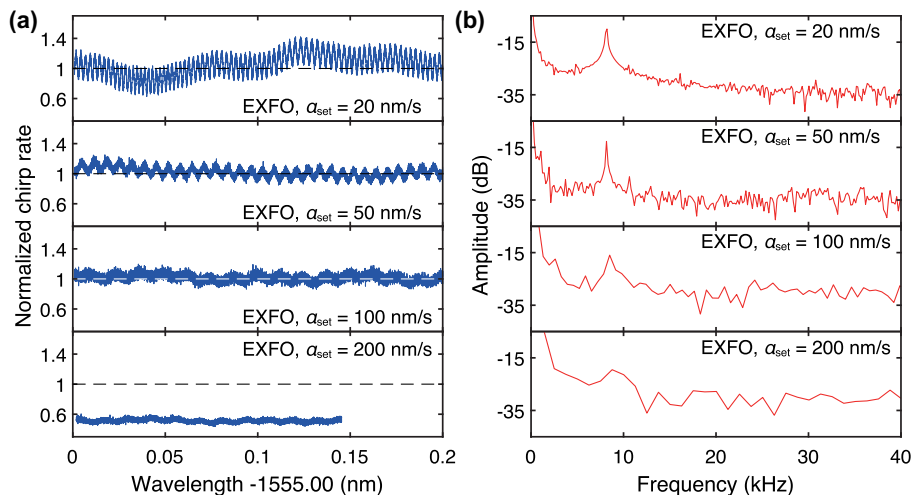 (a)
Normalized chirp rate
1.4
1
0.6
EXFO, αset = 20 nm/s
1.4
1
0.6
EXFO, αset = 50 nm/s
1.4
1
0.6
EXFO, αset = 100 nm/s
1.4
1
0.6
EXFO, αset = 200 nm/s
0
0.05
0.1
0.15
0.2
Wavelength -1555.00 (nm)
(b)
Amplitude (dB)
-15
-35
EXFO, αset = 20 nm/s
-15
-35
EXFO, αset = 50 nm/s
-15
-35
EXFO, αset = 100 nm/s
-15
-35
EXFO, αset = 200 nm/s
0
10
20
30
40
Frequency (kHz)